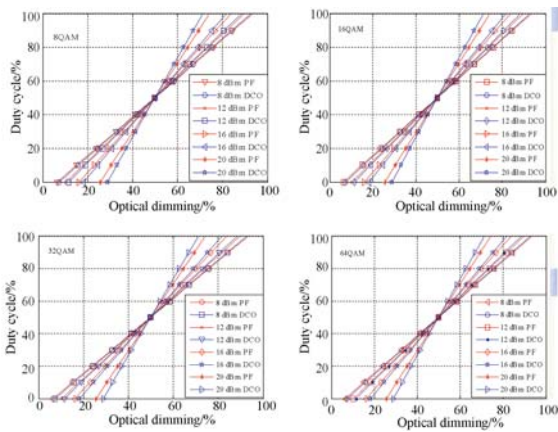 8QAM
Duty cycle/%
100
80
60
40
20
0
0 20 40 60 80 100
Optical dimming/%
8 dBm PF
8 dBm DCO
12 dBm PF
12 dBm DCO
16 dBm PF
16 dBm DCO
20 dBm PF
20 dBm DCO
16QAM
Duty cycle/%
100
80
60
40
20
0
0 20 40 60 80 100
Optical dimming/%
8 dBm PF
8 dBm DCO
12 dBm PF
12 dBm DCO
16 dBm PF
16 dBm DCO
20 dBm PF
20 dBm DCO
32QAM
Duty cycle/%
100
80
60
40
20
0
0 20 40 60 80 100
Optical dimming/%
8 dBm PF
8 dBm DCO
12 dBm PF
12 dBm DCO
16 dBm PF
16 dBm DCO
20 dBm PF
20 dBm DCO
64QAM
Duty cycle/%
100
80
60
40
20
0
0 20 40 60 80 100
Optical dimming/%
8 dBm PF
8 dBm DCO
12 dBm PF
12 dBm DCO
16 dBm PF
16 dBm DCO
20 dBm PF
20 dBm DCO